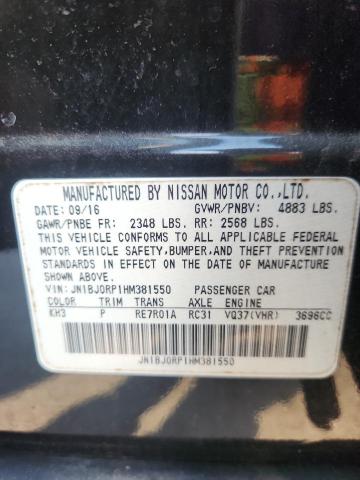 MANUFACTURED BY NISSAN MOTOR CO.,LTD.
DATE: 09/16 GVWR/PNBV: 4883 LBS.
GAWR/PNBE FR: 2348 LBS. RR: 2568 LBS.
THIS VEHICLE CONFORMS TO ALL APPLICABLE FEDERAL
MOTOR VEHICLE SAFETY,BUMPER,AND THEFT PREVENTION
STANDARDS IN EFFECT ON THE DATE OF MANUFACTURE
SHOWN ABOVE.
VIN: JN1BJ0RP1HM381550 PASSENGER CAR
COLOR TRIM TRANS AXLE ENGINE
KH3 P RE7R01A RC31 VQ37(VHR) 3696CC
JN1BJ0RP1HM381550